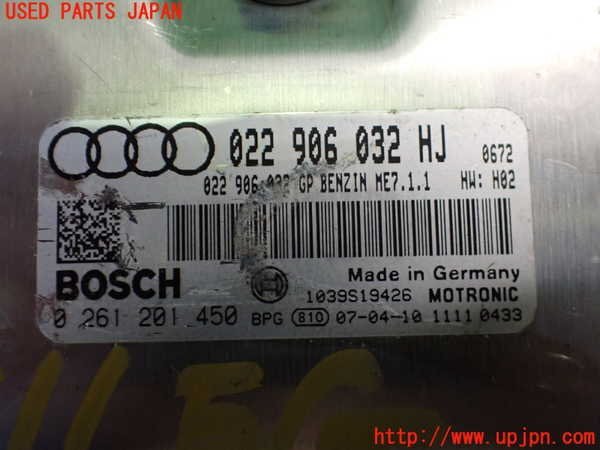 USED PARTS JAPAN
022 906 032 HJ 0672
022 906 032 GP BENZIN ME7.1.1 HW: H02
BOSCH
Made in Germany
1039S19426 MOTRONIC
0 261 201 450 BPG 810 07-04-10 1111 0433
http://www.upjpn.com